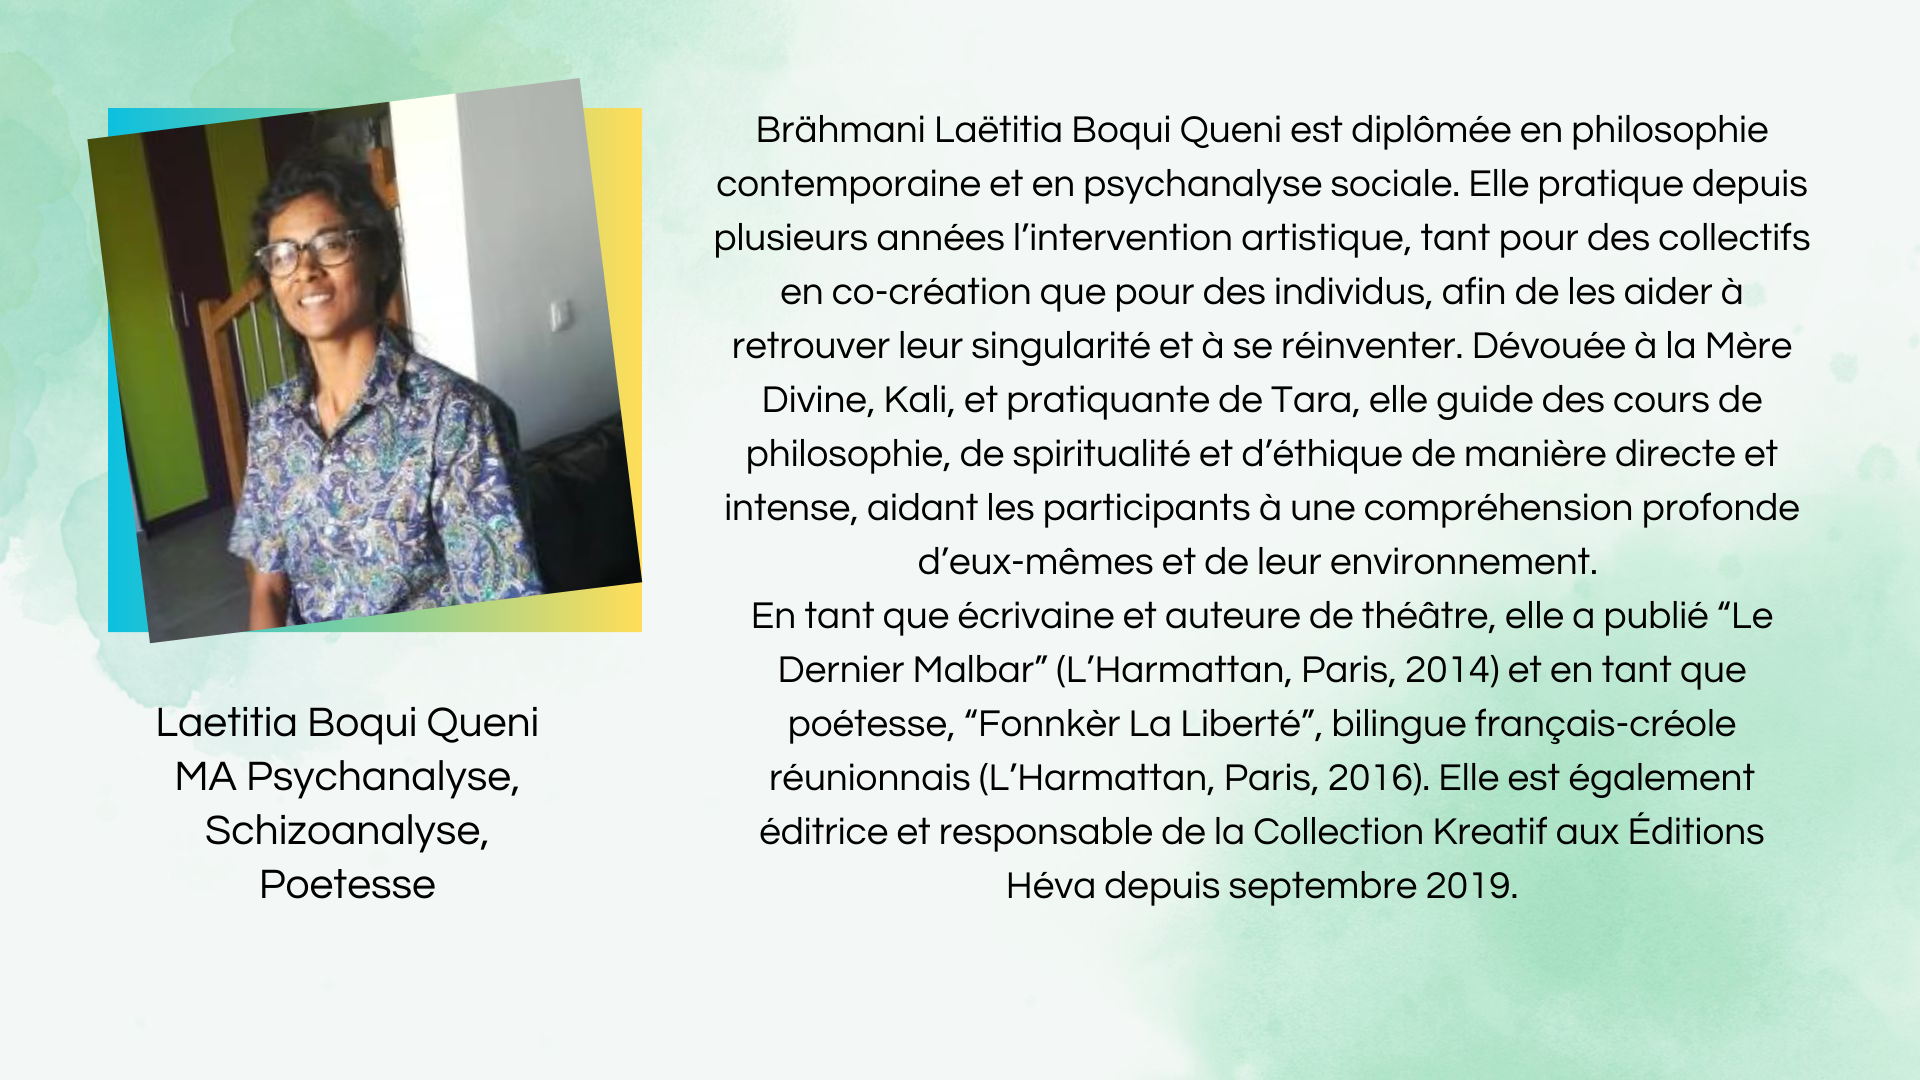 Brähmani Laëtitia Boqui Queni est diplômée en philosophie
contemporaine et en psychanalyse sociale. Elle pratique depuis
plusieurs années l’intervention artistique, tant pour des collectifs
en co-création que pour des individus, afin de les aider à
retrouver leur singularité et à se réinventer. Dévouée à la Mère
Divine, Kali, et pratiquante de Tara, elle guide des cours de
philosophie, de spiritualité et d’éthique de manière directe et
intense, aidant les participants à une compréhension profonde
d’eux-mêmes et de leur environnement.
En tant que écrivaine et auteure de théâtre, elle a publié “Le
Dernier Malbar” (L’Harmattan, Paris, 2014) et en tant que
poétesse, “Fonnkèr La Liberté”, bilingue français-créole
réunionnais (L’Harmattan, Paris, 2016). Elle est également
éditrice et responsable de la Collection Kreatif aux Éditions
Héva depuis septembre 2019.
Laetitia Boqui Queni
MA Psychanalyse,
Schizoanalyse,
Poetesse